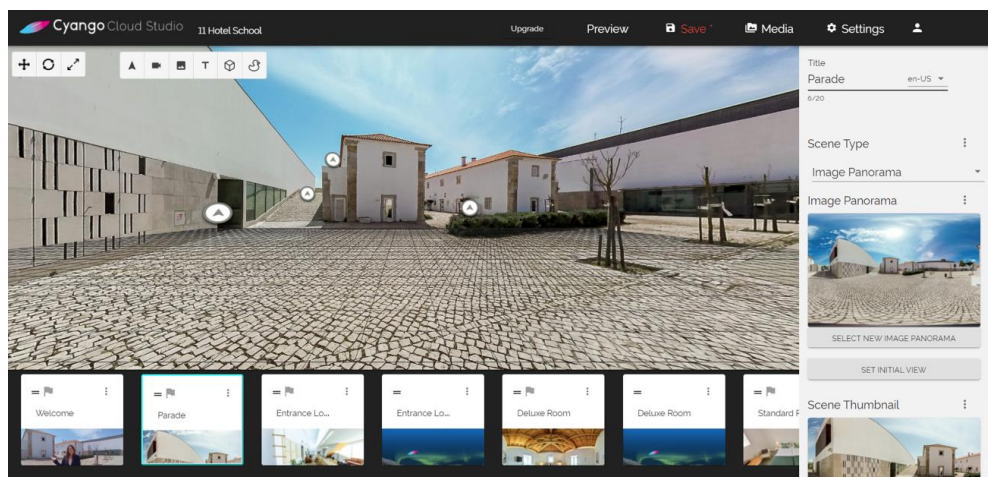 Cyango Cloud Studio
11 Hotel School
Upgrade
Preview
Save *
Media
Settings
T
Title
Parade
en-US
6/20
Scene Type
Image Panorama
Image Panorama
SELECT NEW IMAGE PANORAMA
SET INITIAL VIEW
Scene Thumbnail
Welcome
Parade
Entrance Lo...
Entrance Lo...
Deluxe Room
Deluxe Room
Standard